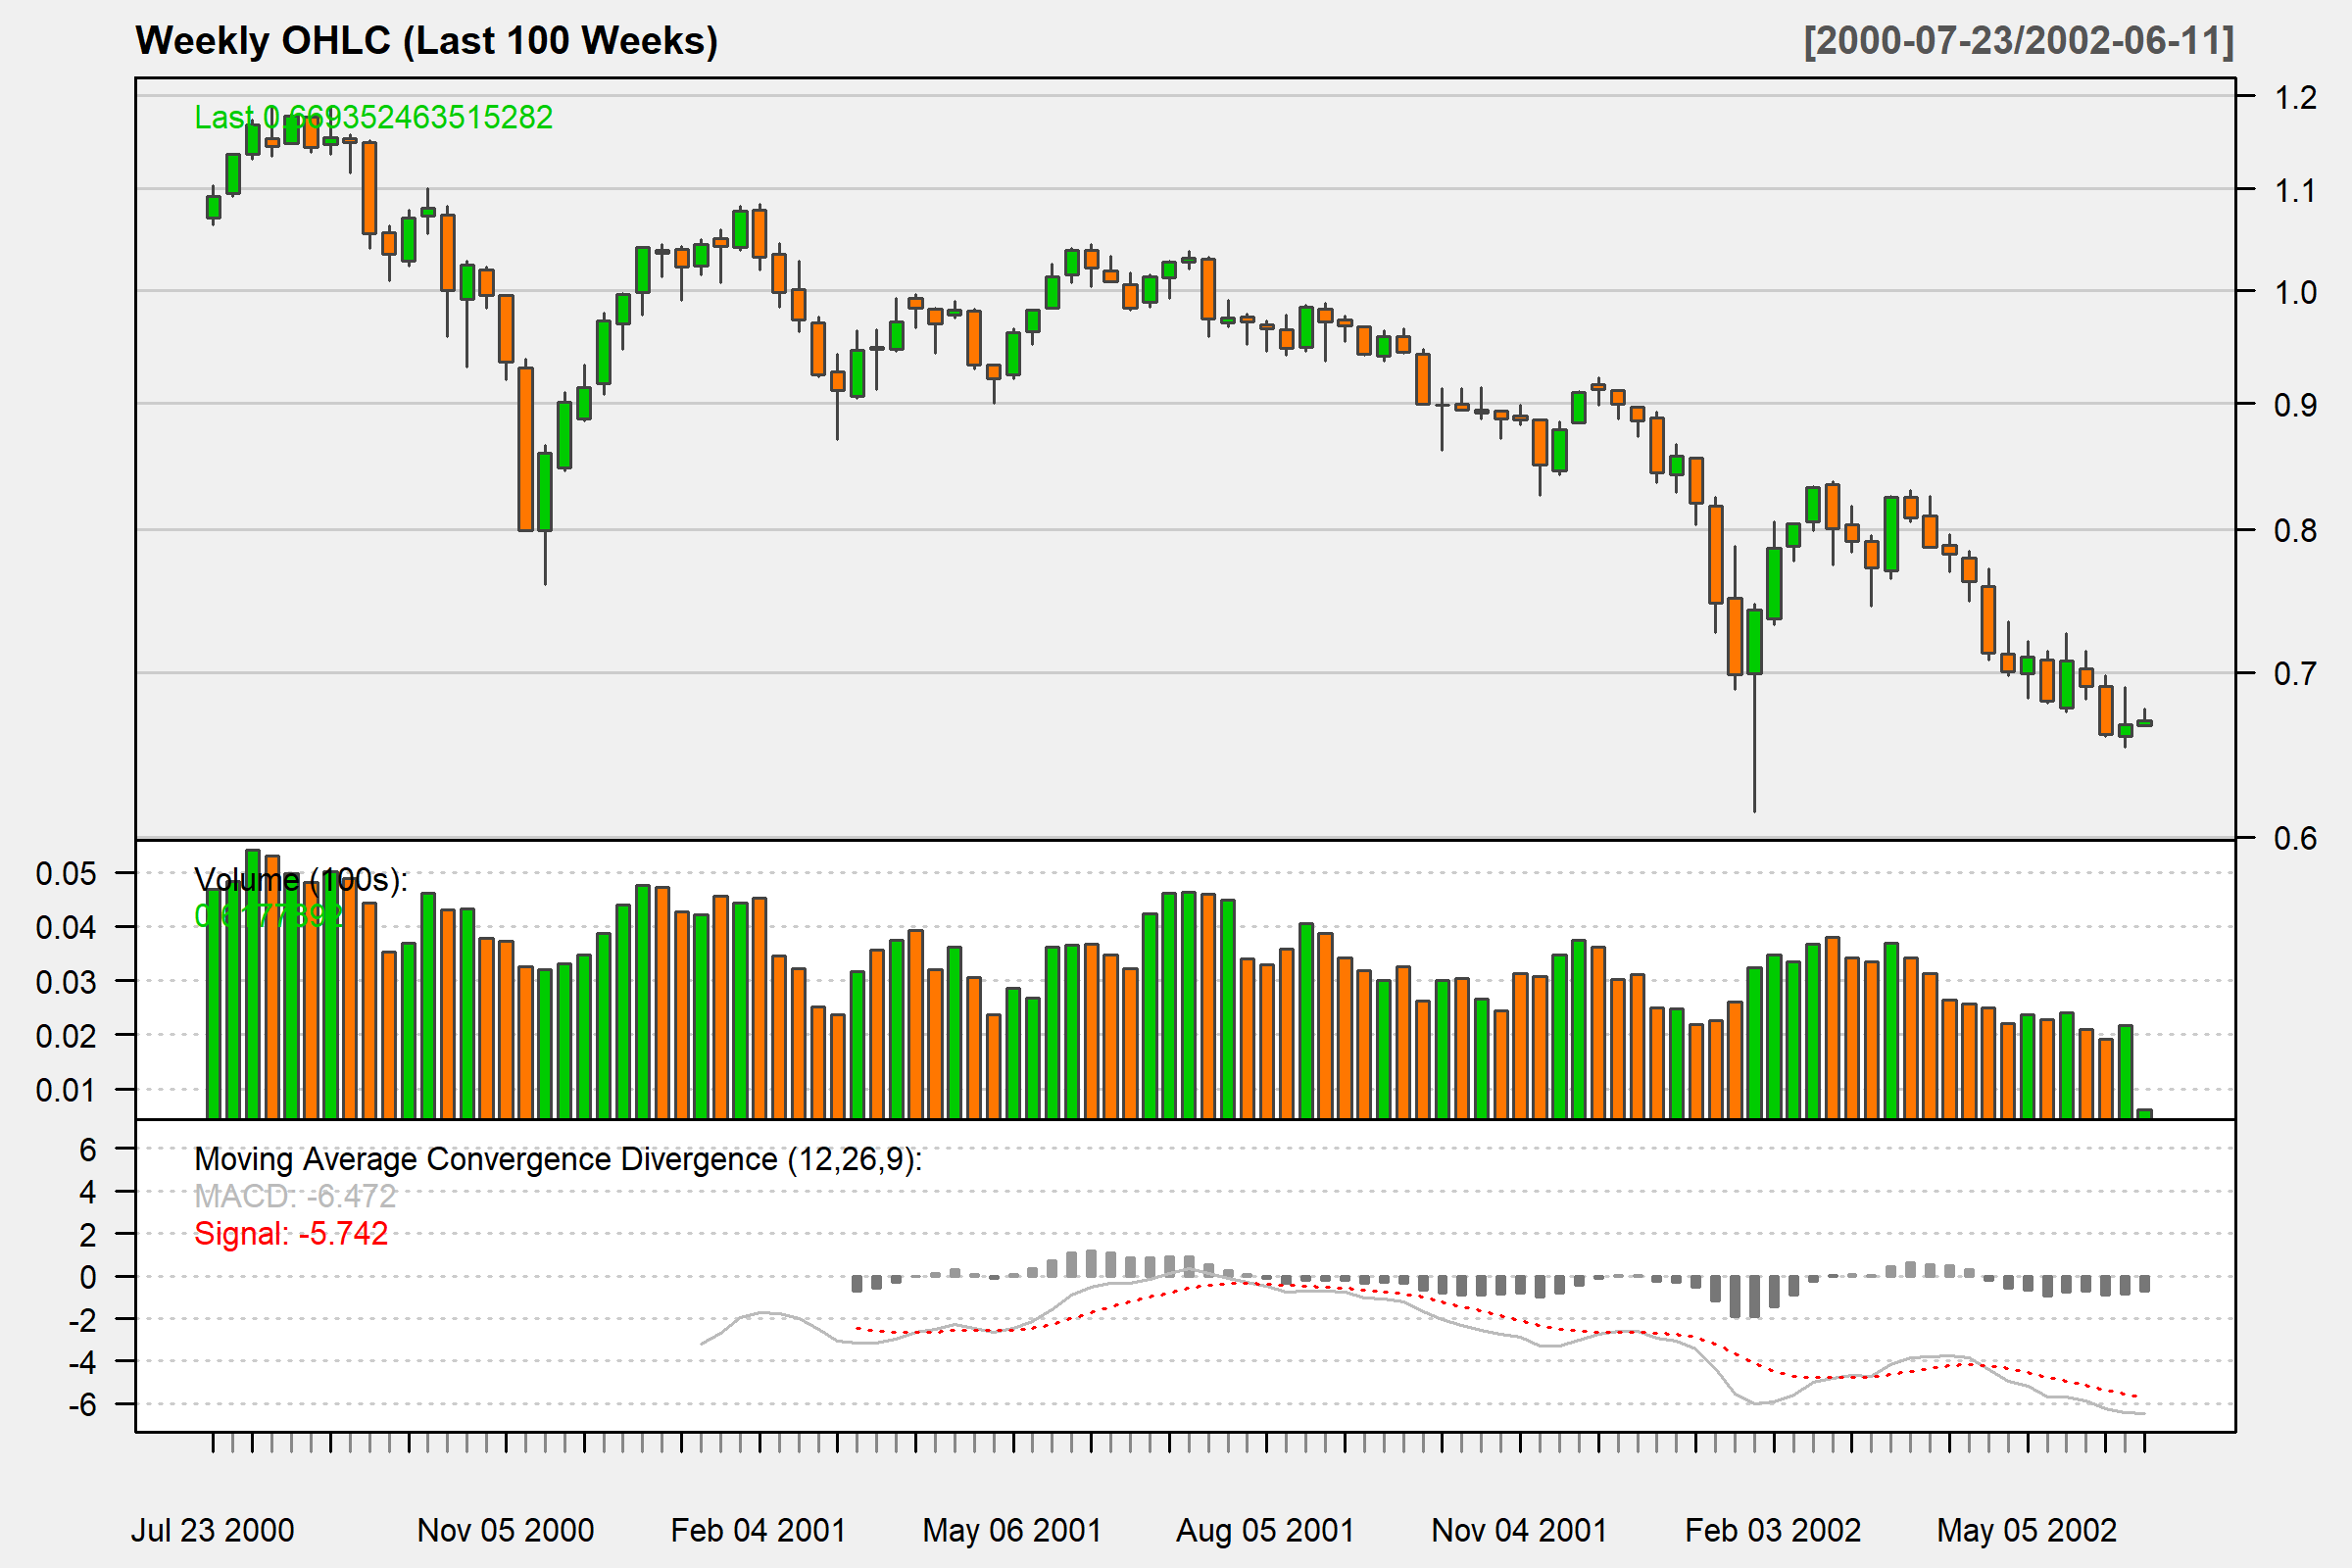 Weekly OHLC (Last 100 Weeks) [2000-07-23/2002-06-11]
Last 0.669352463515282
1.2
1.1
1.0
0.9
0.8
0.7
0.6
Volume (100s):
0.05
0.04
0.03
0.02
0.01
Moving Average Convergence Divergence (12,26,9):
MACD: -6.472
Signal: -5.742
6
4
2
0
-2
-4
-6
Jul 23 2000 Nov 05 2000 Feb 04 2001 May 06 2001 Aug 05 2001 Nov 04 2001 Feb 03 2002 May 05 2002